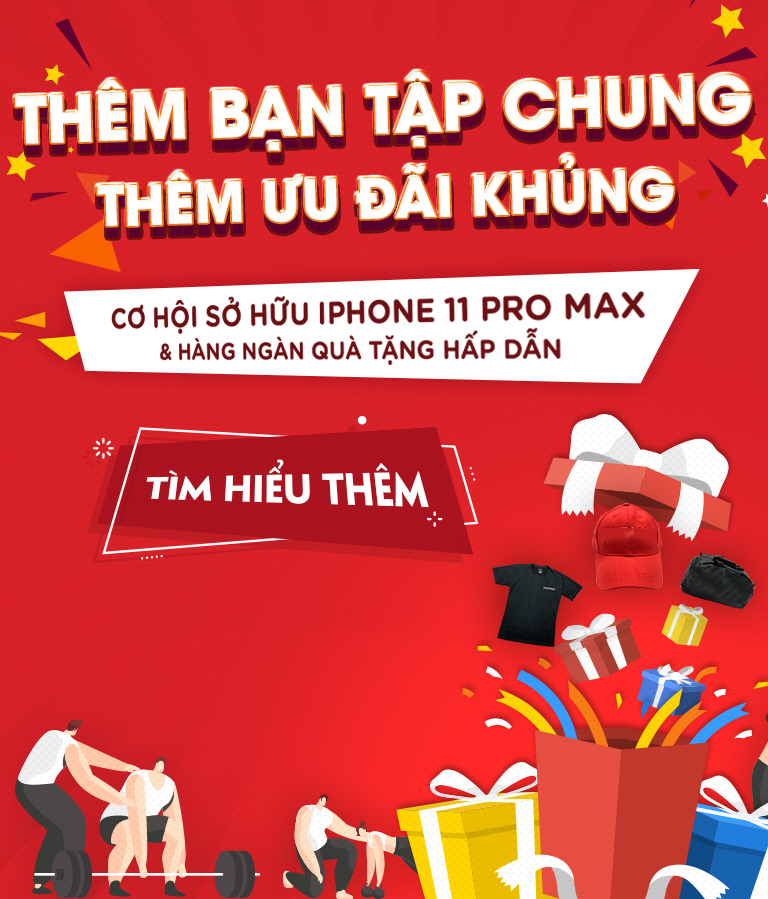 THÊM BẠN TẬP CHUNG
THÊM ƯU ĐÃI KHỦNG
CƠ HỘI SỞ HỮU IPHONE 11 PRO MAX
& HÀNG NGÀN QUÀ TẶNG HẤP DẪN
TÌM HIỂU THÊM